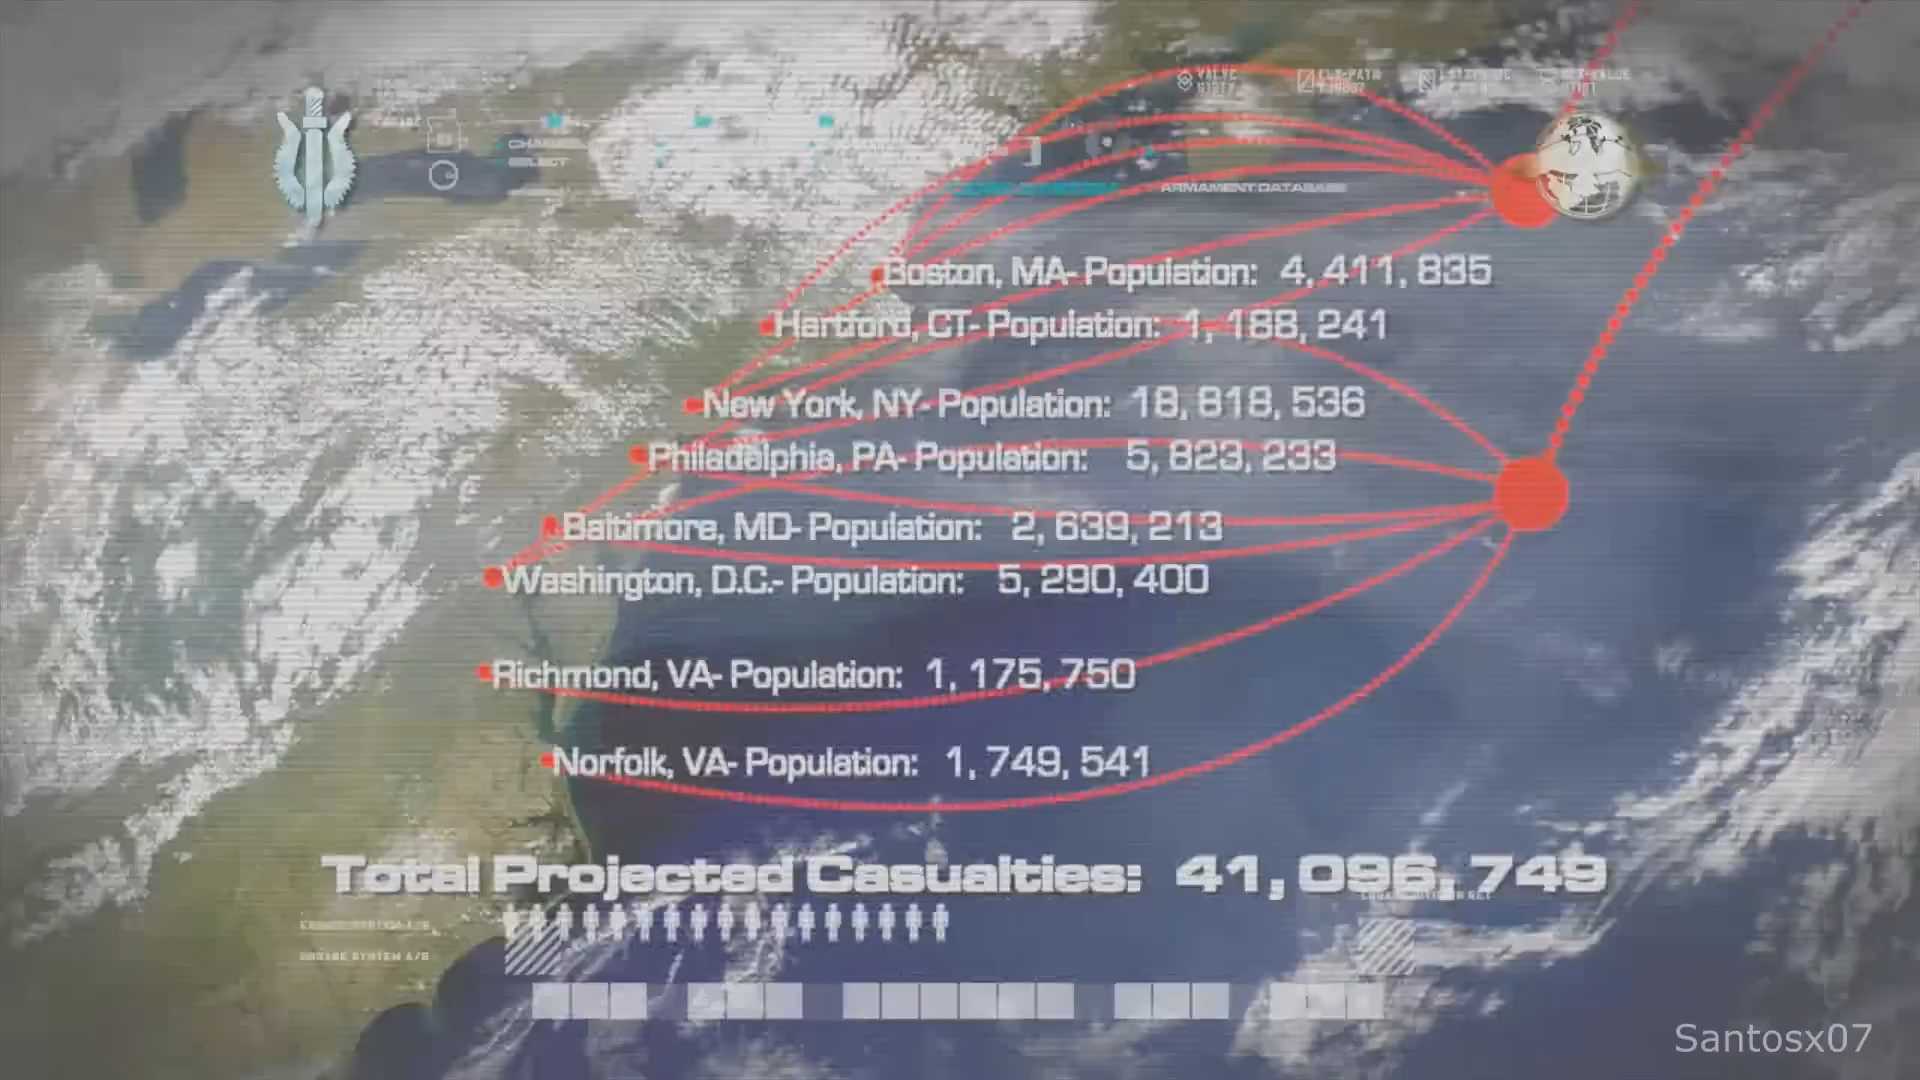 ARMAMENT DATABASE
Boston, MA- Population: 4, 411, 835
Hartford, CT- Population: 1, 188, 241
New York, NY- Population: 18, 818, 536
Philadelphia, PA- Population: 5, 823, 233
Baltimore, MD- Population: 2, 639, 213
Washington, D.C.- Population: 5, 290, 400
Richmond, VA- Population: 1, 175, 750
Norfolk, VA- Population: 1, 749, 541
Total Projected Casualties: 41, 096, 749
Santosx07